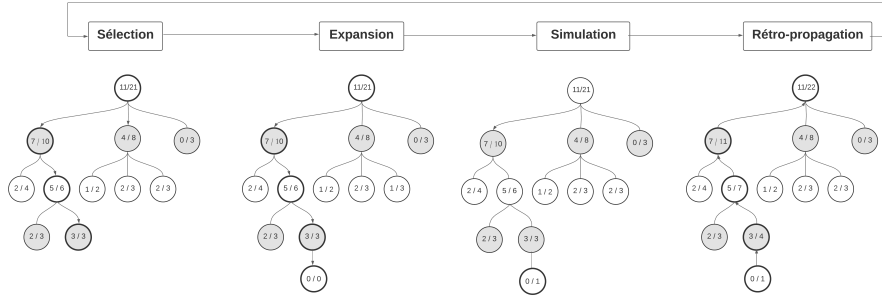 Sélection Expansion Simulation Rétro-propagation
11/21 11/21 11/21 11/22
7 / 10 4 / 8 0 / 3 7 / 10 4 / 8 0 / 3 7 / 10 4 / 8 0 / 3 7 / 11 4 / 8 0 / 3
2 / 4 5 / 6 1 / 2 2 / 3 2 / 3 2 / 4 5 / 6 1 / 2 2 / 3 1 / 3 2 / 4 5 / 6 1 / 2 2 / 3 2 / 3 2 / 4 5 / 7 1 / 2 2 / 3 2 / 3
2 / 3 3 / 3 2 / 3 3 / 3 2 / 3 3 / 3 2 / 3 3 / 4
0 / 0 0 / 1 0 / 1